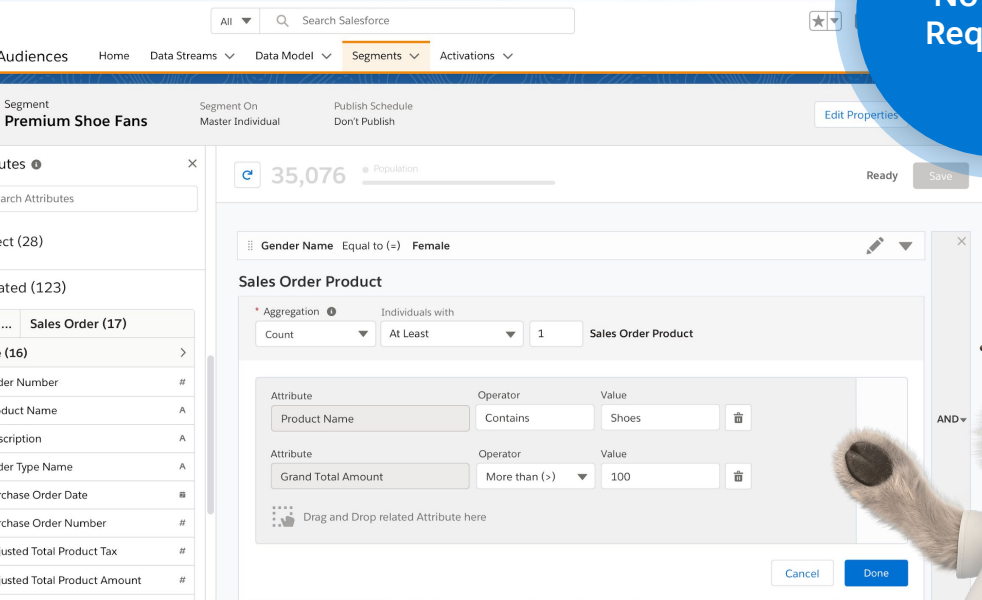 No
Req
All
Search Salesforce
Audiences
Home
Data Streams
Data Model
Segments
Activations
Segment
Premium Shoe Fans
Segment On
Master Individual
Publish Schedule
Don't Publish
Edit Properties
utes
35,076
Population
Ready
Save
arch Attributes
ect (28)
ated (123)
... Sales Order (17)
e (16)
der Number #
oduct Name A
scription A
der Type Name A
rchase Order Date
rchase Order Number #
justed Total Product Tax #
justed Total Product Amount #
Gender Name Equal to (=) Female
Sales Order Product
* Aggregation
Individuals with
Count
At Least
1
Sales Order Product
Attribute
Operator
Value
Product Name
Contains
Shoes
Attribute
Operator
Value
Grand Total Amount
More than (>)
100
Drag and Drop related Attribute here
AND
Cancel
Done